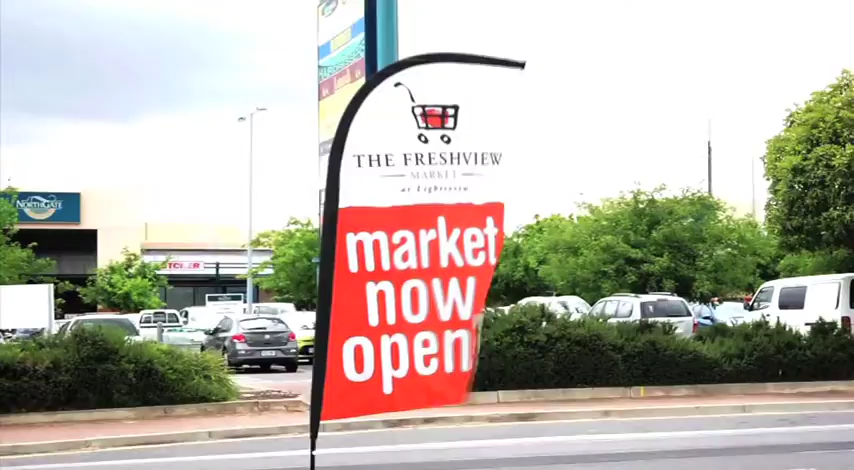 THE FRESHVIEW
MARKET
at Lightsview
market
now
open
NORTHGATE